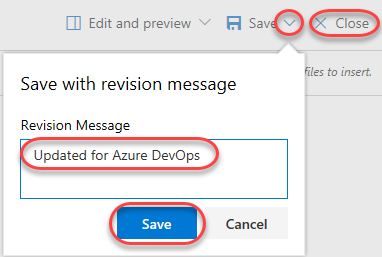 Edit and preview Save Close
Save with revision message
files to insert.
Revision Message
Updated for Azure DevOps
Save Cancel